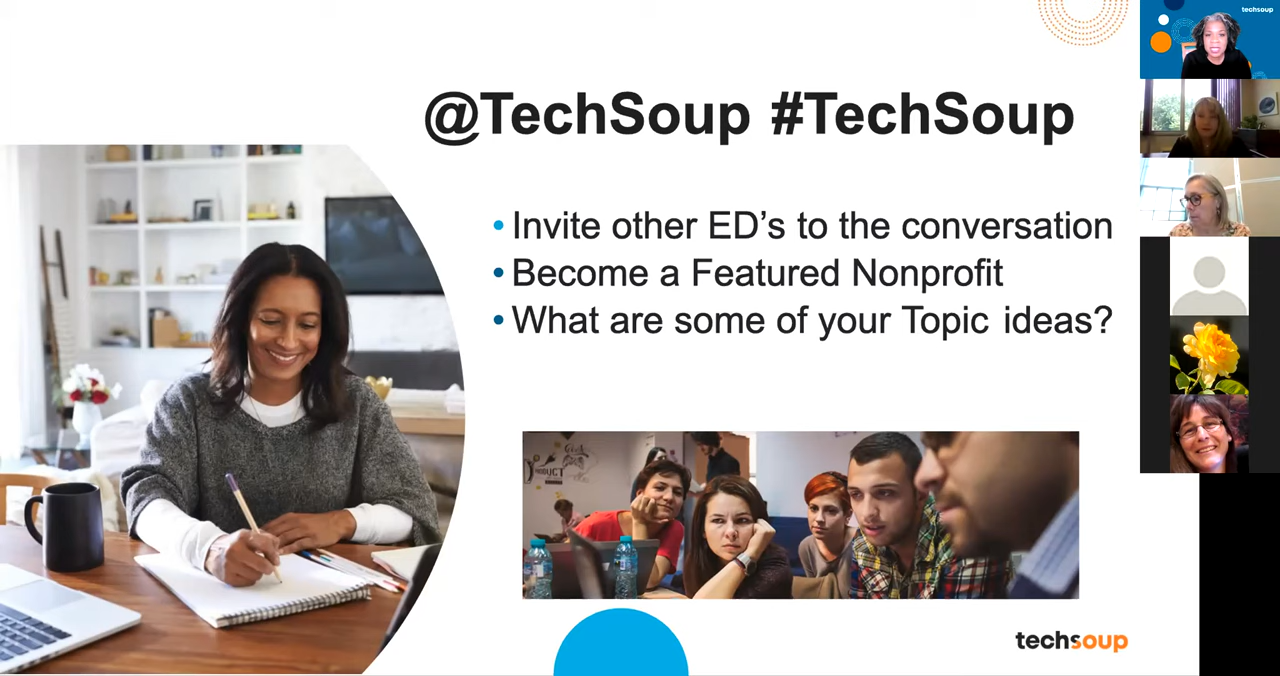 techsoup
@TechSoup #TechSoup
• Invite other ED’s to the conversation
• Become a Featured Nonprofit
• What are some of your Topic ideas?
PRODUCT
techsoup